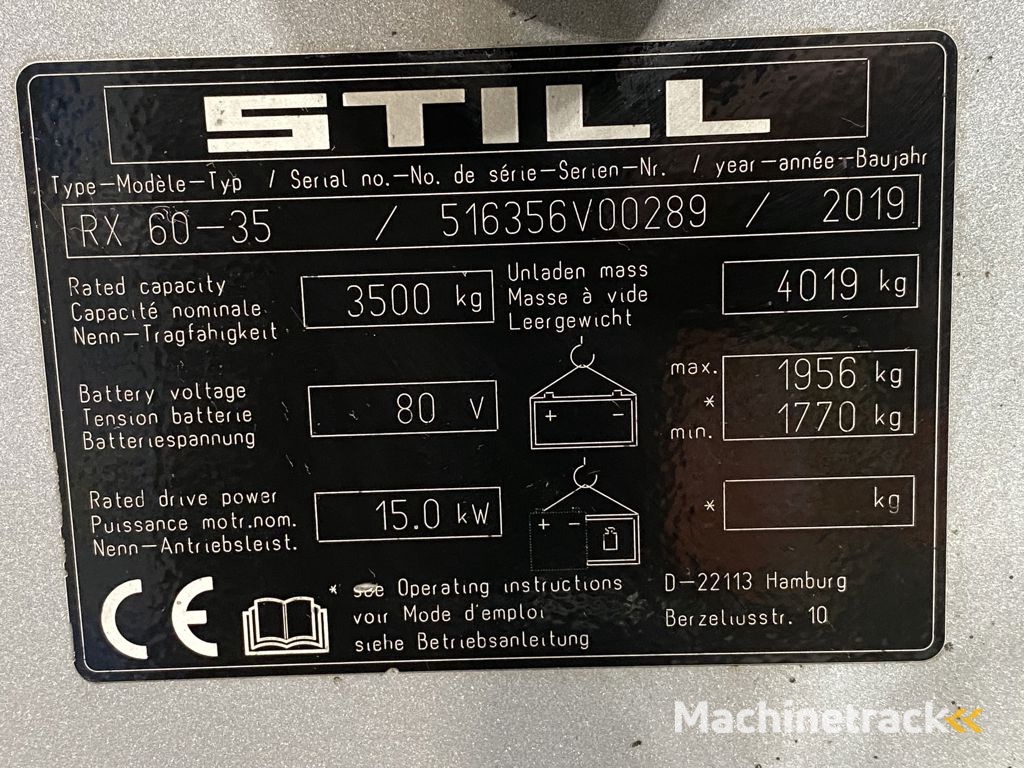 STILL
Type-Modèle-Typ / Serial no.-No. de série-Serien-Nr. / year-année-Baujahr
RX 60-35 / 516356V00289 / 2019
Rated capacity
Capacité nominale
Nenn-Tragfähigkeit
3500 kg
Unladen mass
Masse à vide
Leergewicht
4019 kg
Battery voltage
Tension batterie
Batteriespannung
80 V
+ -
max.
*
min.
1956 kg
1770 kg
Rated drive power
Puissance motr.nom.
Nenn-Antriebsleist.
15.0 kW
+ -
* kg
CE
* see Operating instructions
voir Mode d'emploi
siehe Betriebsanleitung
D-22113 Hamburg
Berzeliusstr. 10
Machinetrack